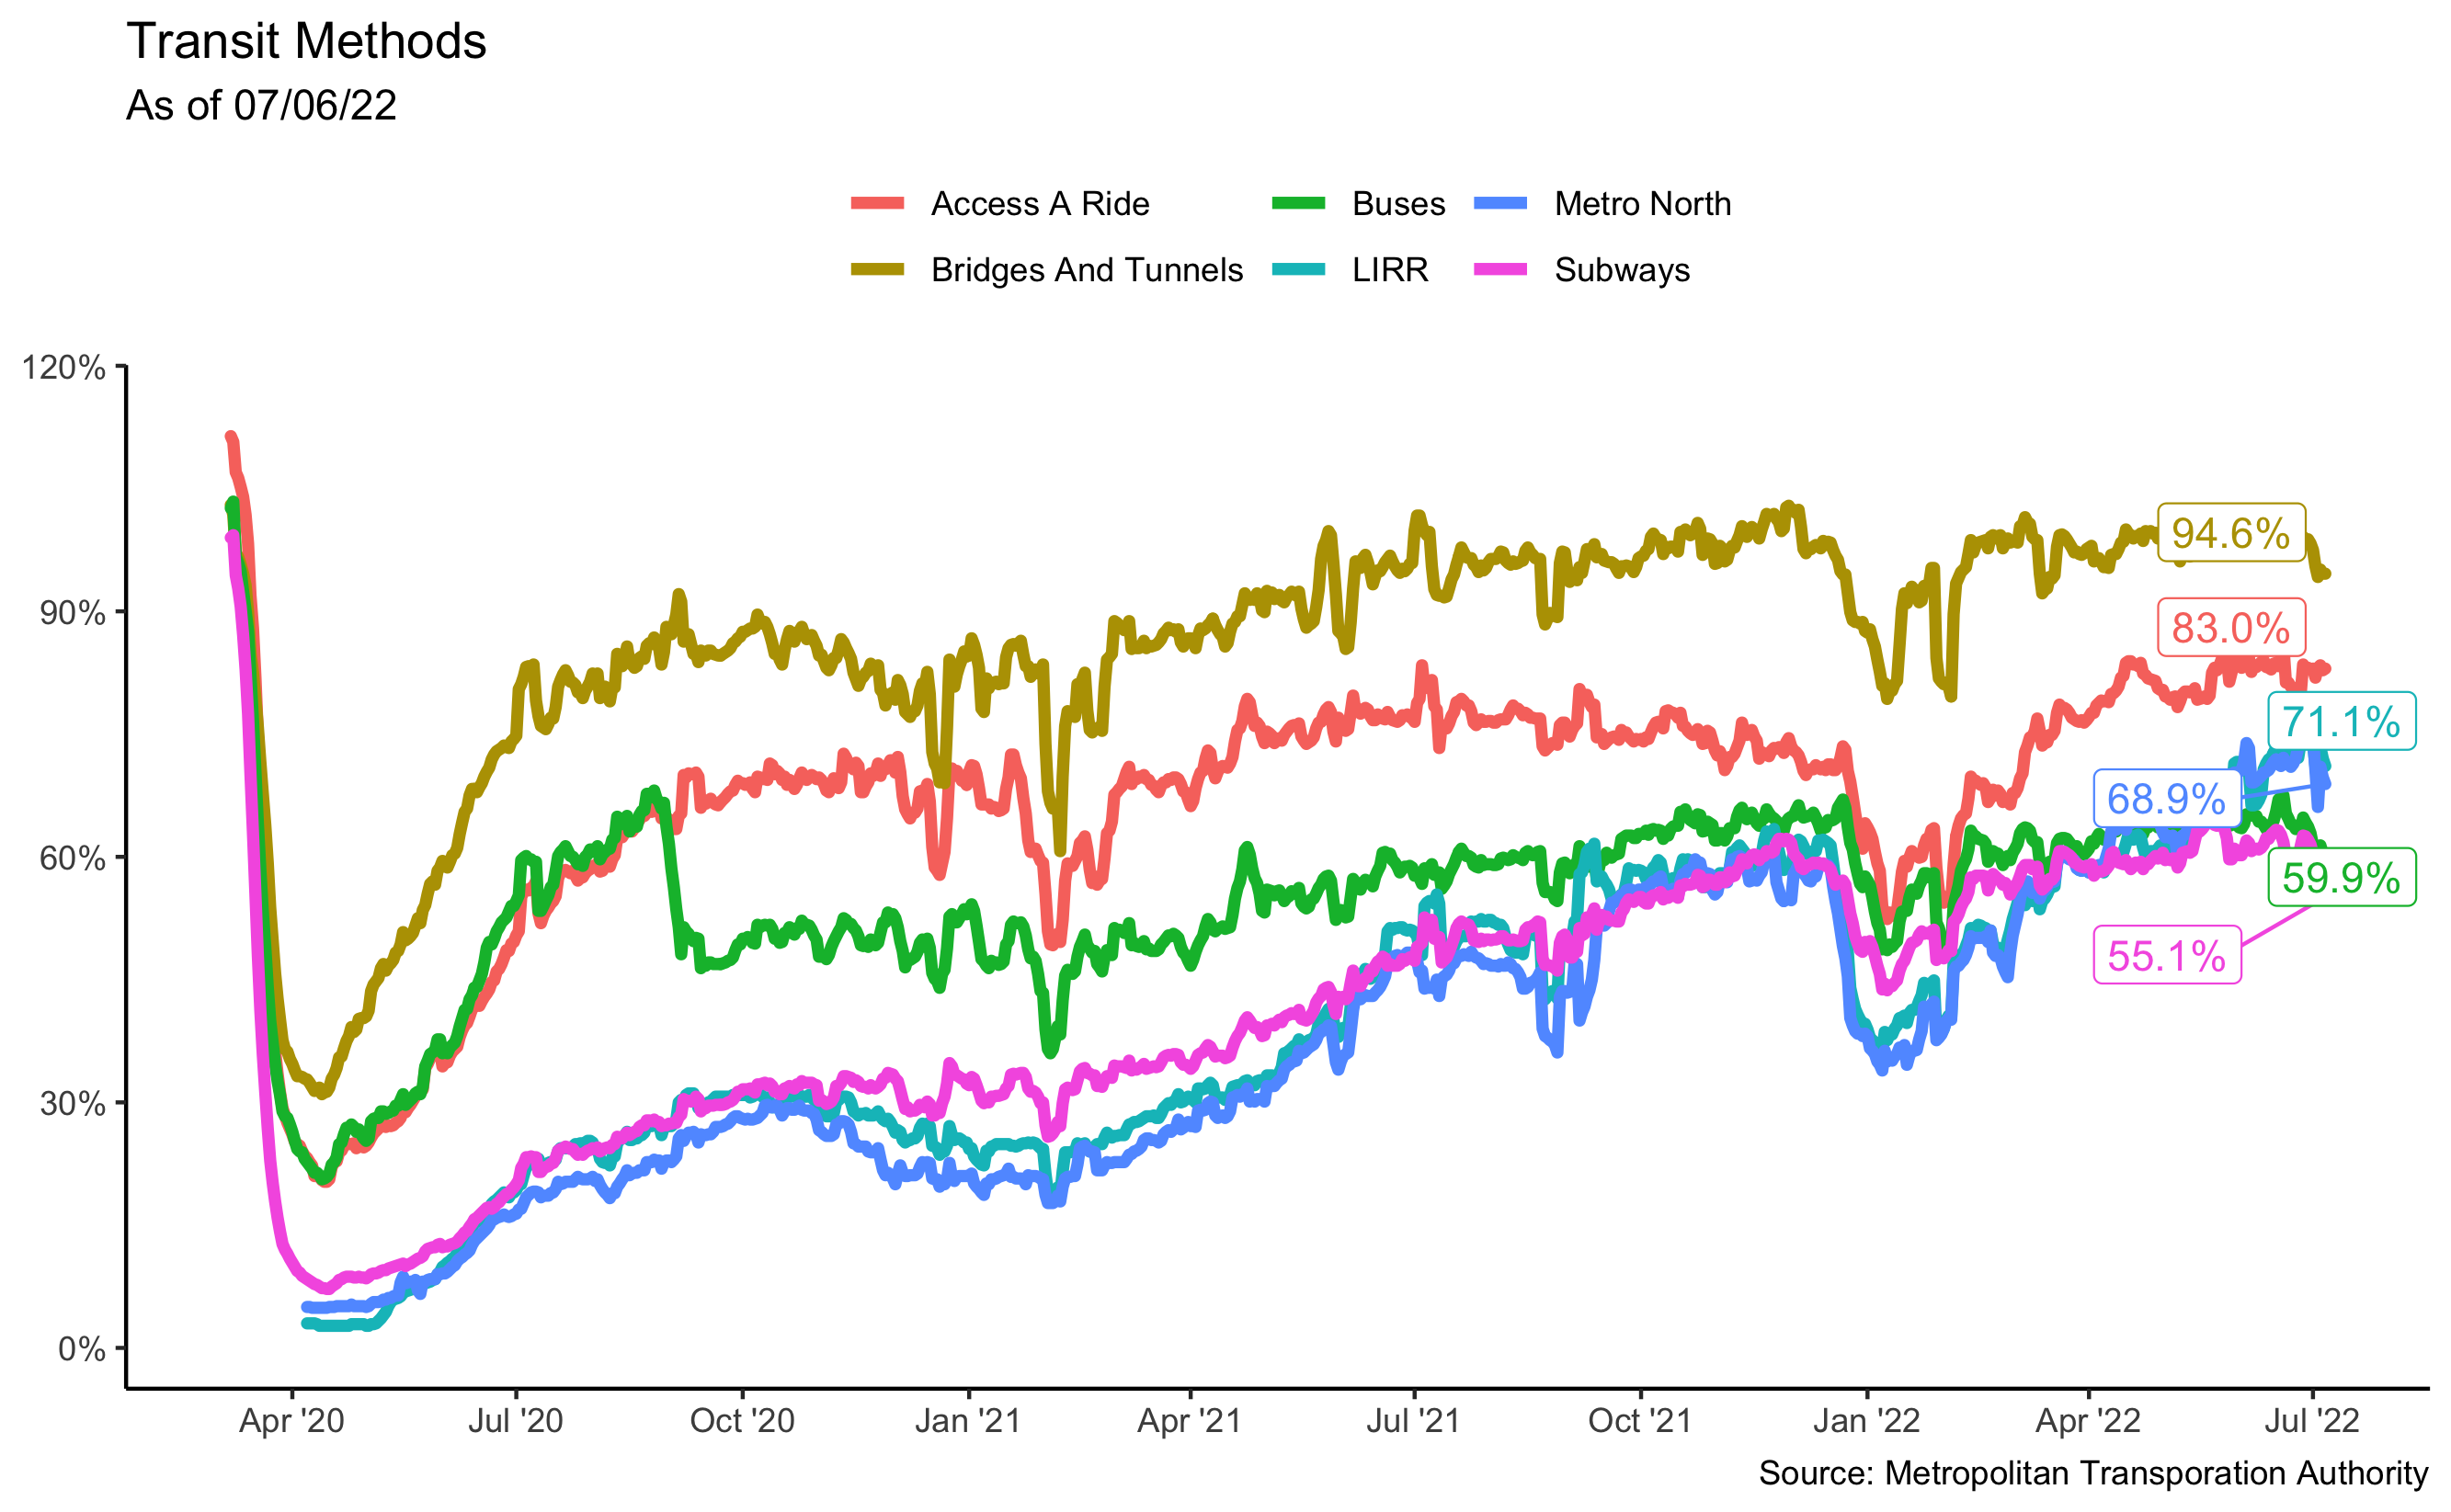 Transit Methods
As of 07/06/22
Access A Ride
Buses
Metro North
Bridges And Tunnels
LIRR
Subways
120%
90%
60%
30%
0%
94.6%
83.0%
71.1%
68.9%
59.9%
55.1%
Apr '20
Jul '20
Oct '20
Jan '21
Apr '21
Jul '21
Oct '21
Jan '22
Apr '22
Jul '22
Source: Metropolitan Transporation Authority